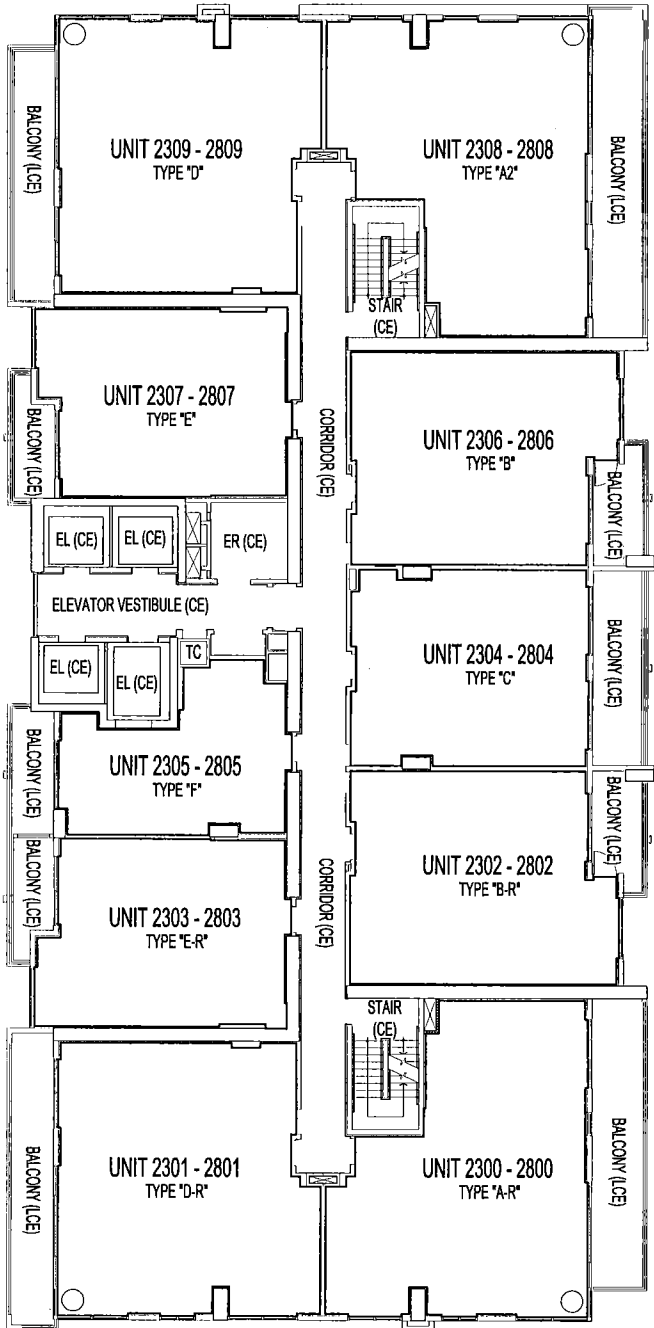 BALCONY (LCE)
UNIT 2309 - 2809
TYPE "D"
UNIT 2308 - 2808
TYPE "A2"
BALCONY (LCE)
STAIR
(CE)
UNIT 2307 - 2807
TYPE "E"
BALCONY (LCE)
CORRIDOR (CE)
UNIT 2306 - 2806
TYPE "B"
BALCONY (LCE)
EL (CE)
EL (CE)
ER (CE)
ELEVATOR VESTIBULE (CE)
EL (CE)
EL (CE)
TC
UNIT 2304 - 2804
TYPE "C"
BALCONY (LCE)
BALCONY (LCE)
UNIT 2305 - 2805
TYPE "F"
BALCONY (LCE)
BALCONY (LCE)
UNIT 2303 - 2803
TYPE "E-R"
CORRIDOR (CE)
UNIT 2302 - 2802
TYPE "B-R"
STAIR
(CE)
BALCONY (LCE)
UNIT 2301 - 2801
TYPE "D-R"
UNIT 2300 - 2800
TYPE "A-R"
BALCONY (LCE)